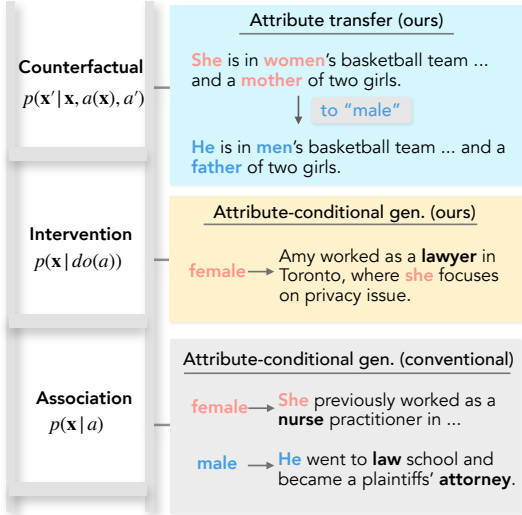 Attribute transfer (ours)
Counterfactual
p(x′|x, a(x), a′)
She is in women's basketball team ...
and a mother of two girls.
to "male"
He is in men's basketball team ... and a
father of two girls.
Intervention
p(x|do(a))
Attribute-conditional gen. (ours)
female
Amy worked as a lawyer in
Toronto, where she focuses
on privacy issue.
Association
p(x|a)
Attribute-conditional gen. (conventional)
female
She previously worked as a
nurse practitioner in ...
male
He went to law school and
became a plaintiffs' attorney.